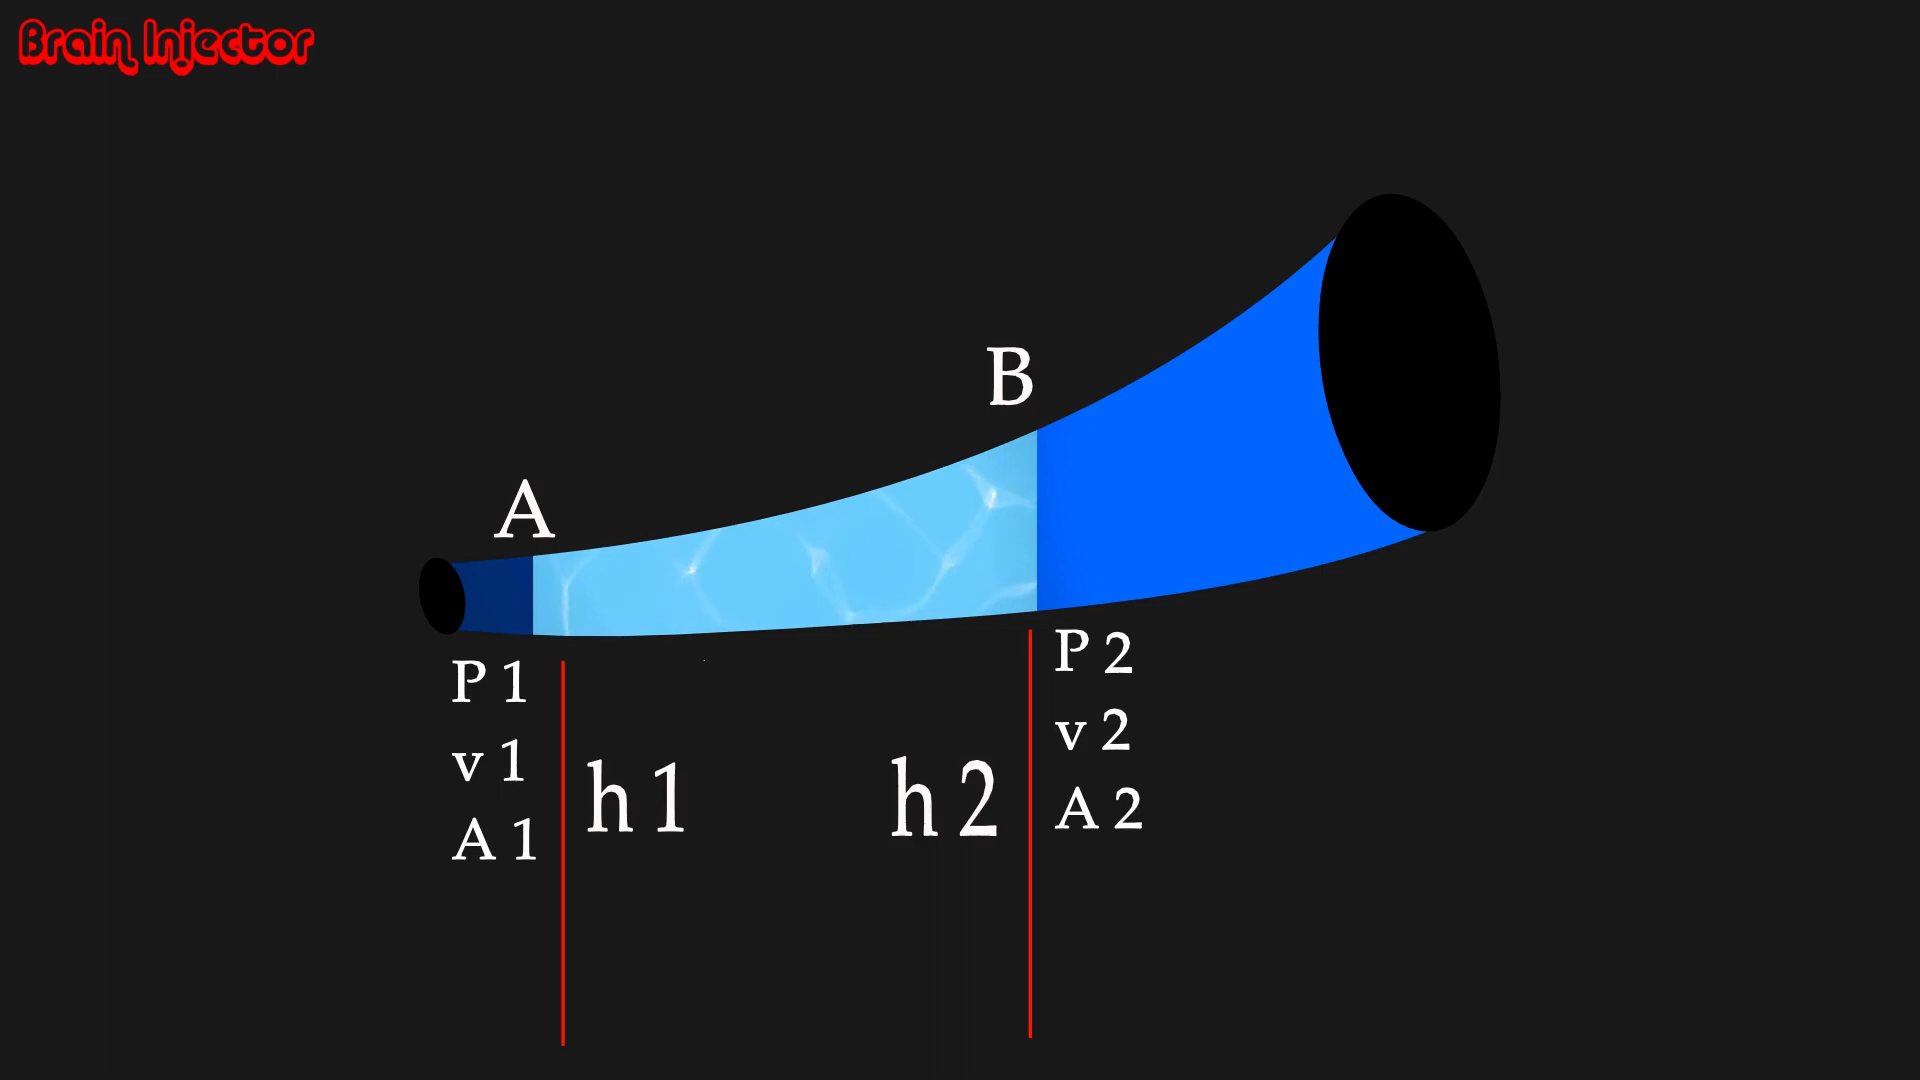 Brain Injector
A
B
P 1
v 1
A 1
h 1
h 2
P 2
v 2
A 2